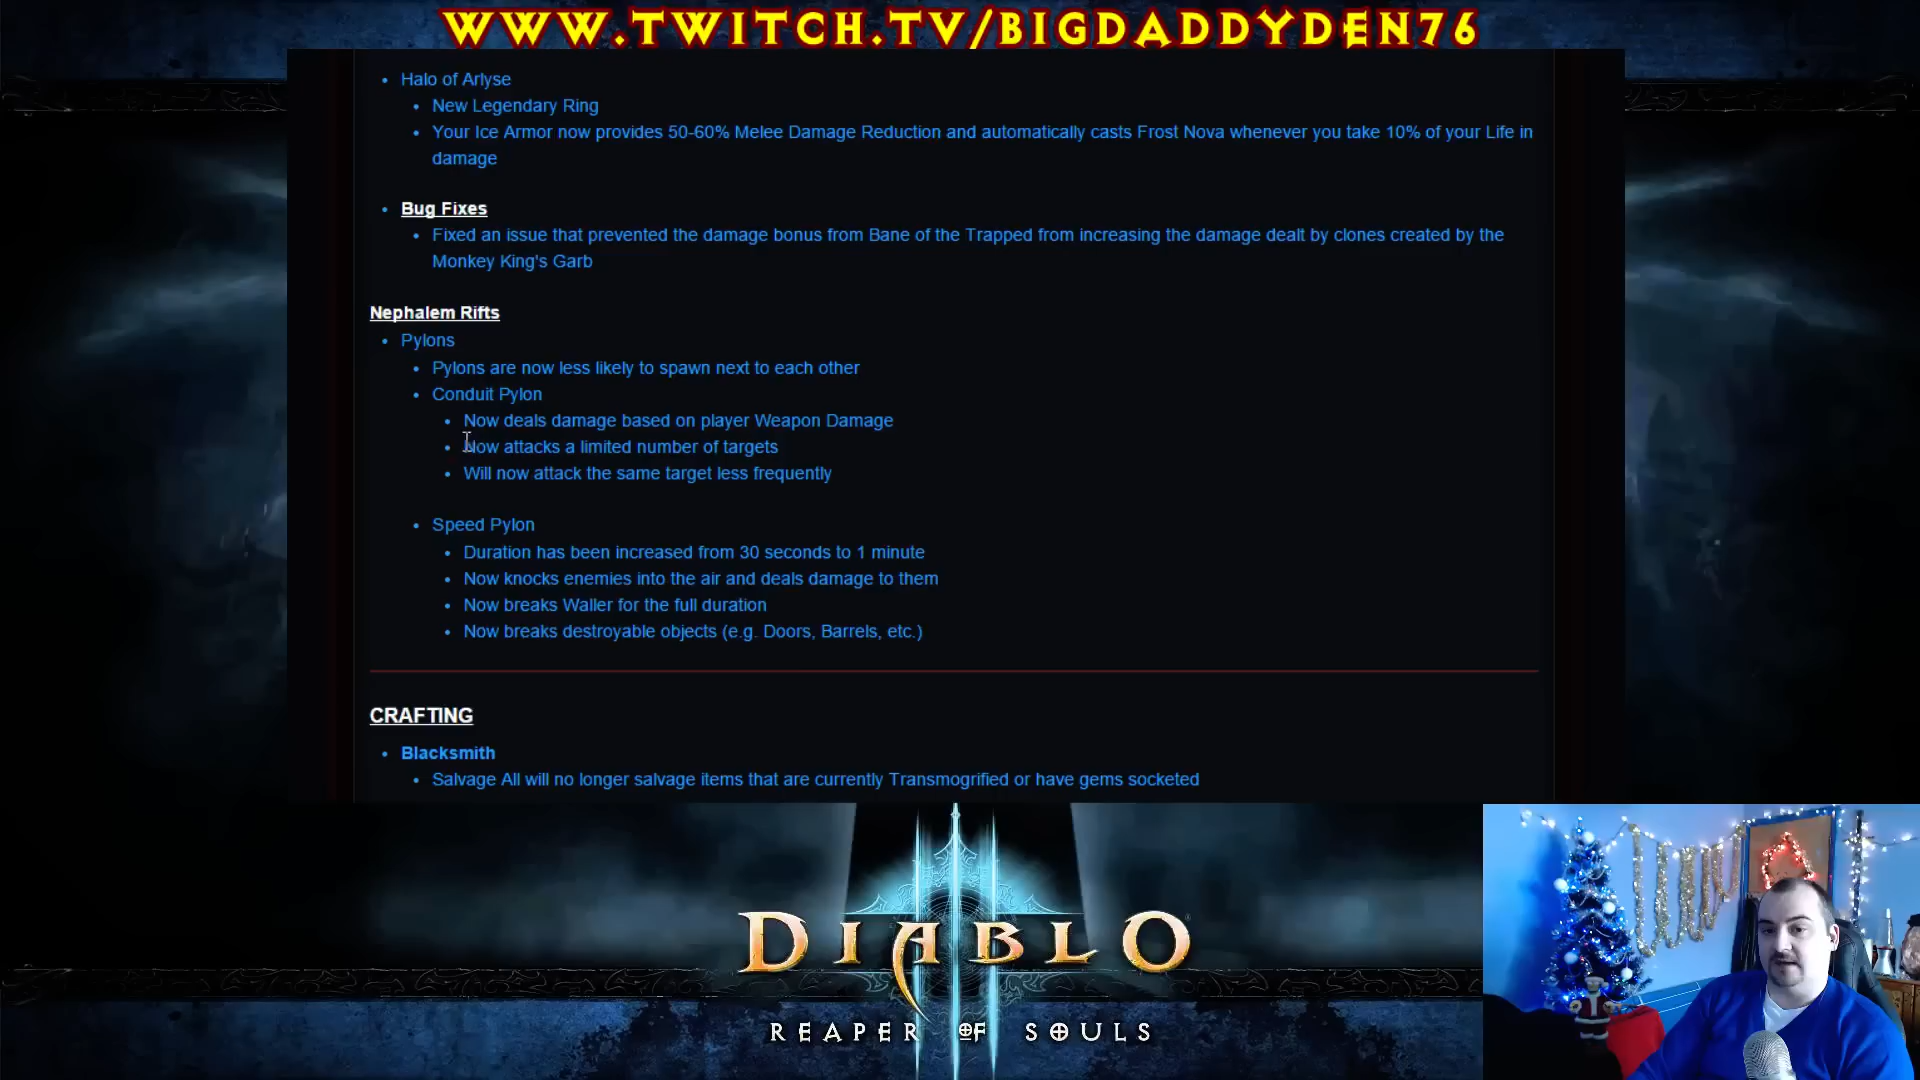 WWW.TWITCH.TV/BIGDADDYDEN76
Halo of Arlyse
New Legendary Ring
Your Ice Armor now provides 50-60% Melee Damage Reduction and automatically casts Frost Nova whenever you take 10% of your Life in
damage
Bug Fixes
Fixed an issue that prevented the damage bonus from Bane of the Trapped from increasing the damage dealt by clones created by the
Monkey King's Garb
Nephalem Rifts
Pylons
Pylons are now less likely to spawn next to each other
Conduit Pylon
Now deals damage based on player Weapon Damage
Now attacks a limited number of targets
Will now attack the same target less frequently
Speed Pylon
Duration has been increased from 30 seconds to 1 minute
Now knocks enemies into the air and deals damage to them
Now breaks Waller for the full duration
Now breaks destroyable objects (e.g. Doors, Barrels, etc.)
CRAFTING
Blacksmith
Salvage All will no longer salvage items that are currently Transmogrified or have gems socketed
DIABLO
REAPER OF SOULS